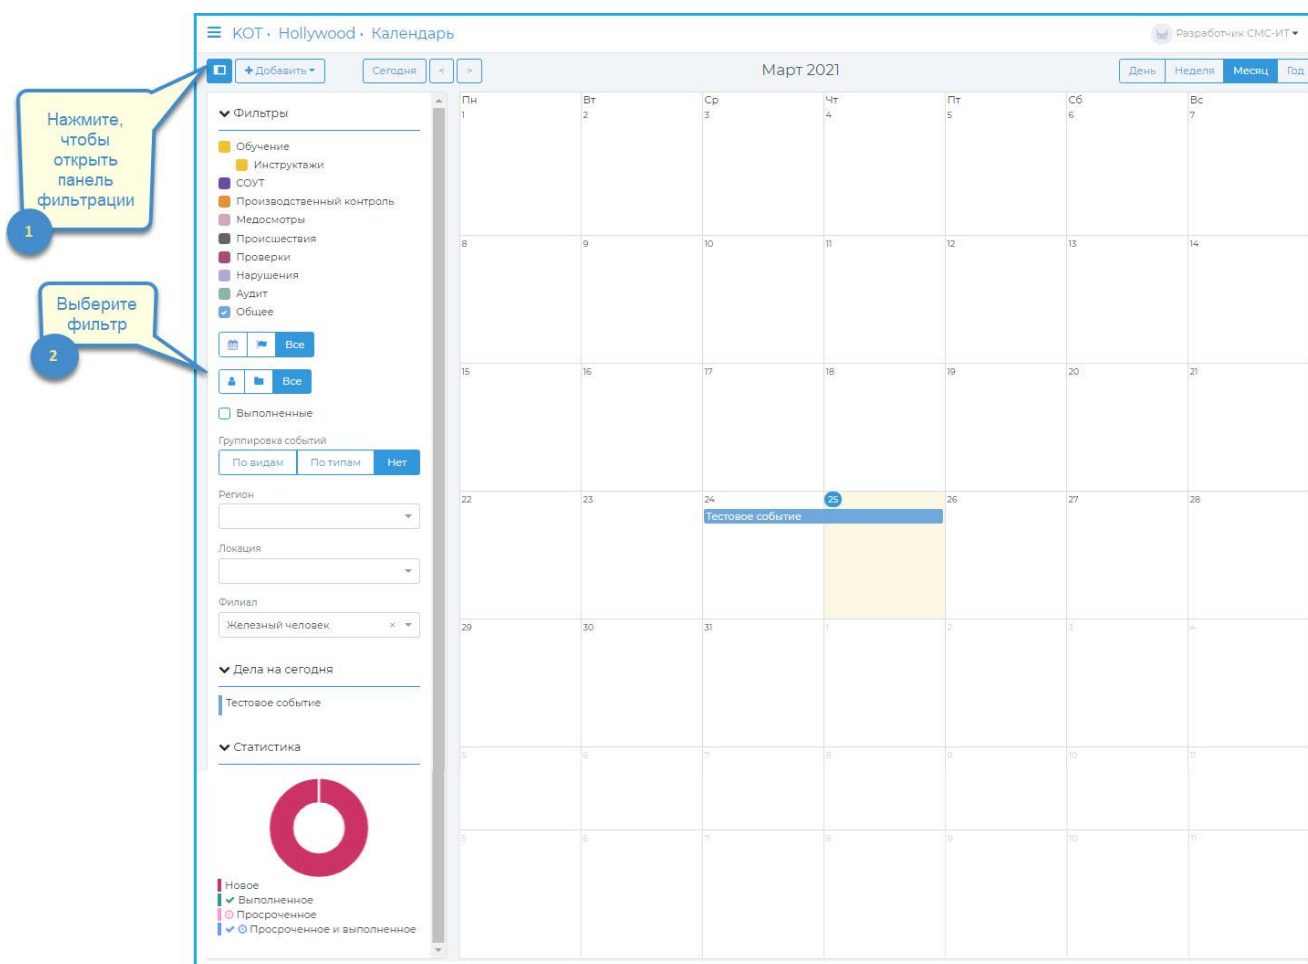 КОТ · Hollywood · Календарь
Разработчик СМС-ИТ
+ Добавить
Сегодня < >
Март 2021
День Неделя Месяц Год
Нажмите,
чтобы
открыть
панель
фильтрации
1
Выберите
фильтр
2
Фильтры
Обучение
Инструктажи
СОУТ
Производственный контроль
Медосмотры
Происшествия
Проверки
Нарушения
Аудит
Общее
Все
Все
Выполненные
Группировка событий
По видам По типам Нет
Регион
Локация
Филиал
Железный человек ×
Дела на сегодня
Тестовое событие
Статистика
Новое
Выполненное
Просроченное
Просроченное и выполненное
Пн Вт Ср Чт Пт Сб Вс
1 2 3 4 5 6 7
8 9 10 11 12 13 14
15 16 17 18 19 20 21
22 23 24 25 26 27 28
Тестовое событие
29 30 31 1 2 3 4
5 6 7 8 9 10 11
5 6 7 8 9 10 11